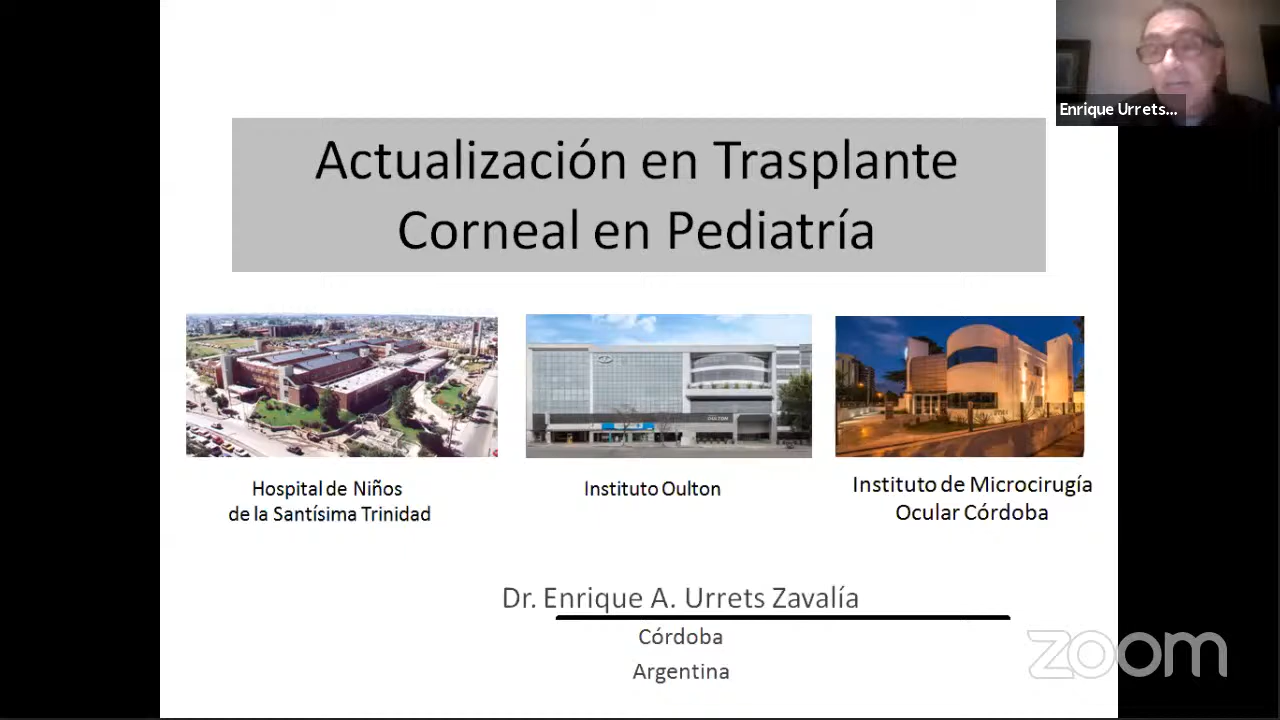 Enrique Urrets...
Actualización en Trasplante
Corneal en Pediatría
Hospital de Niños
de la Santísima Trinidad
Instituto Oulton
Instituto de Microcirugía
Ocular Córdoba
Dr. Enrique A. Urrets Zavalía
Córdoba
Argentina
zoom